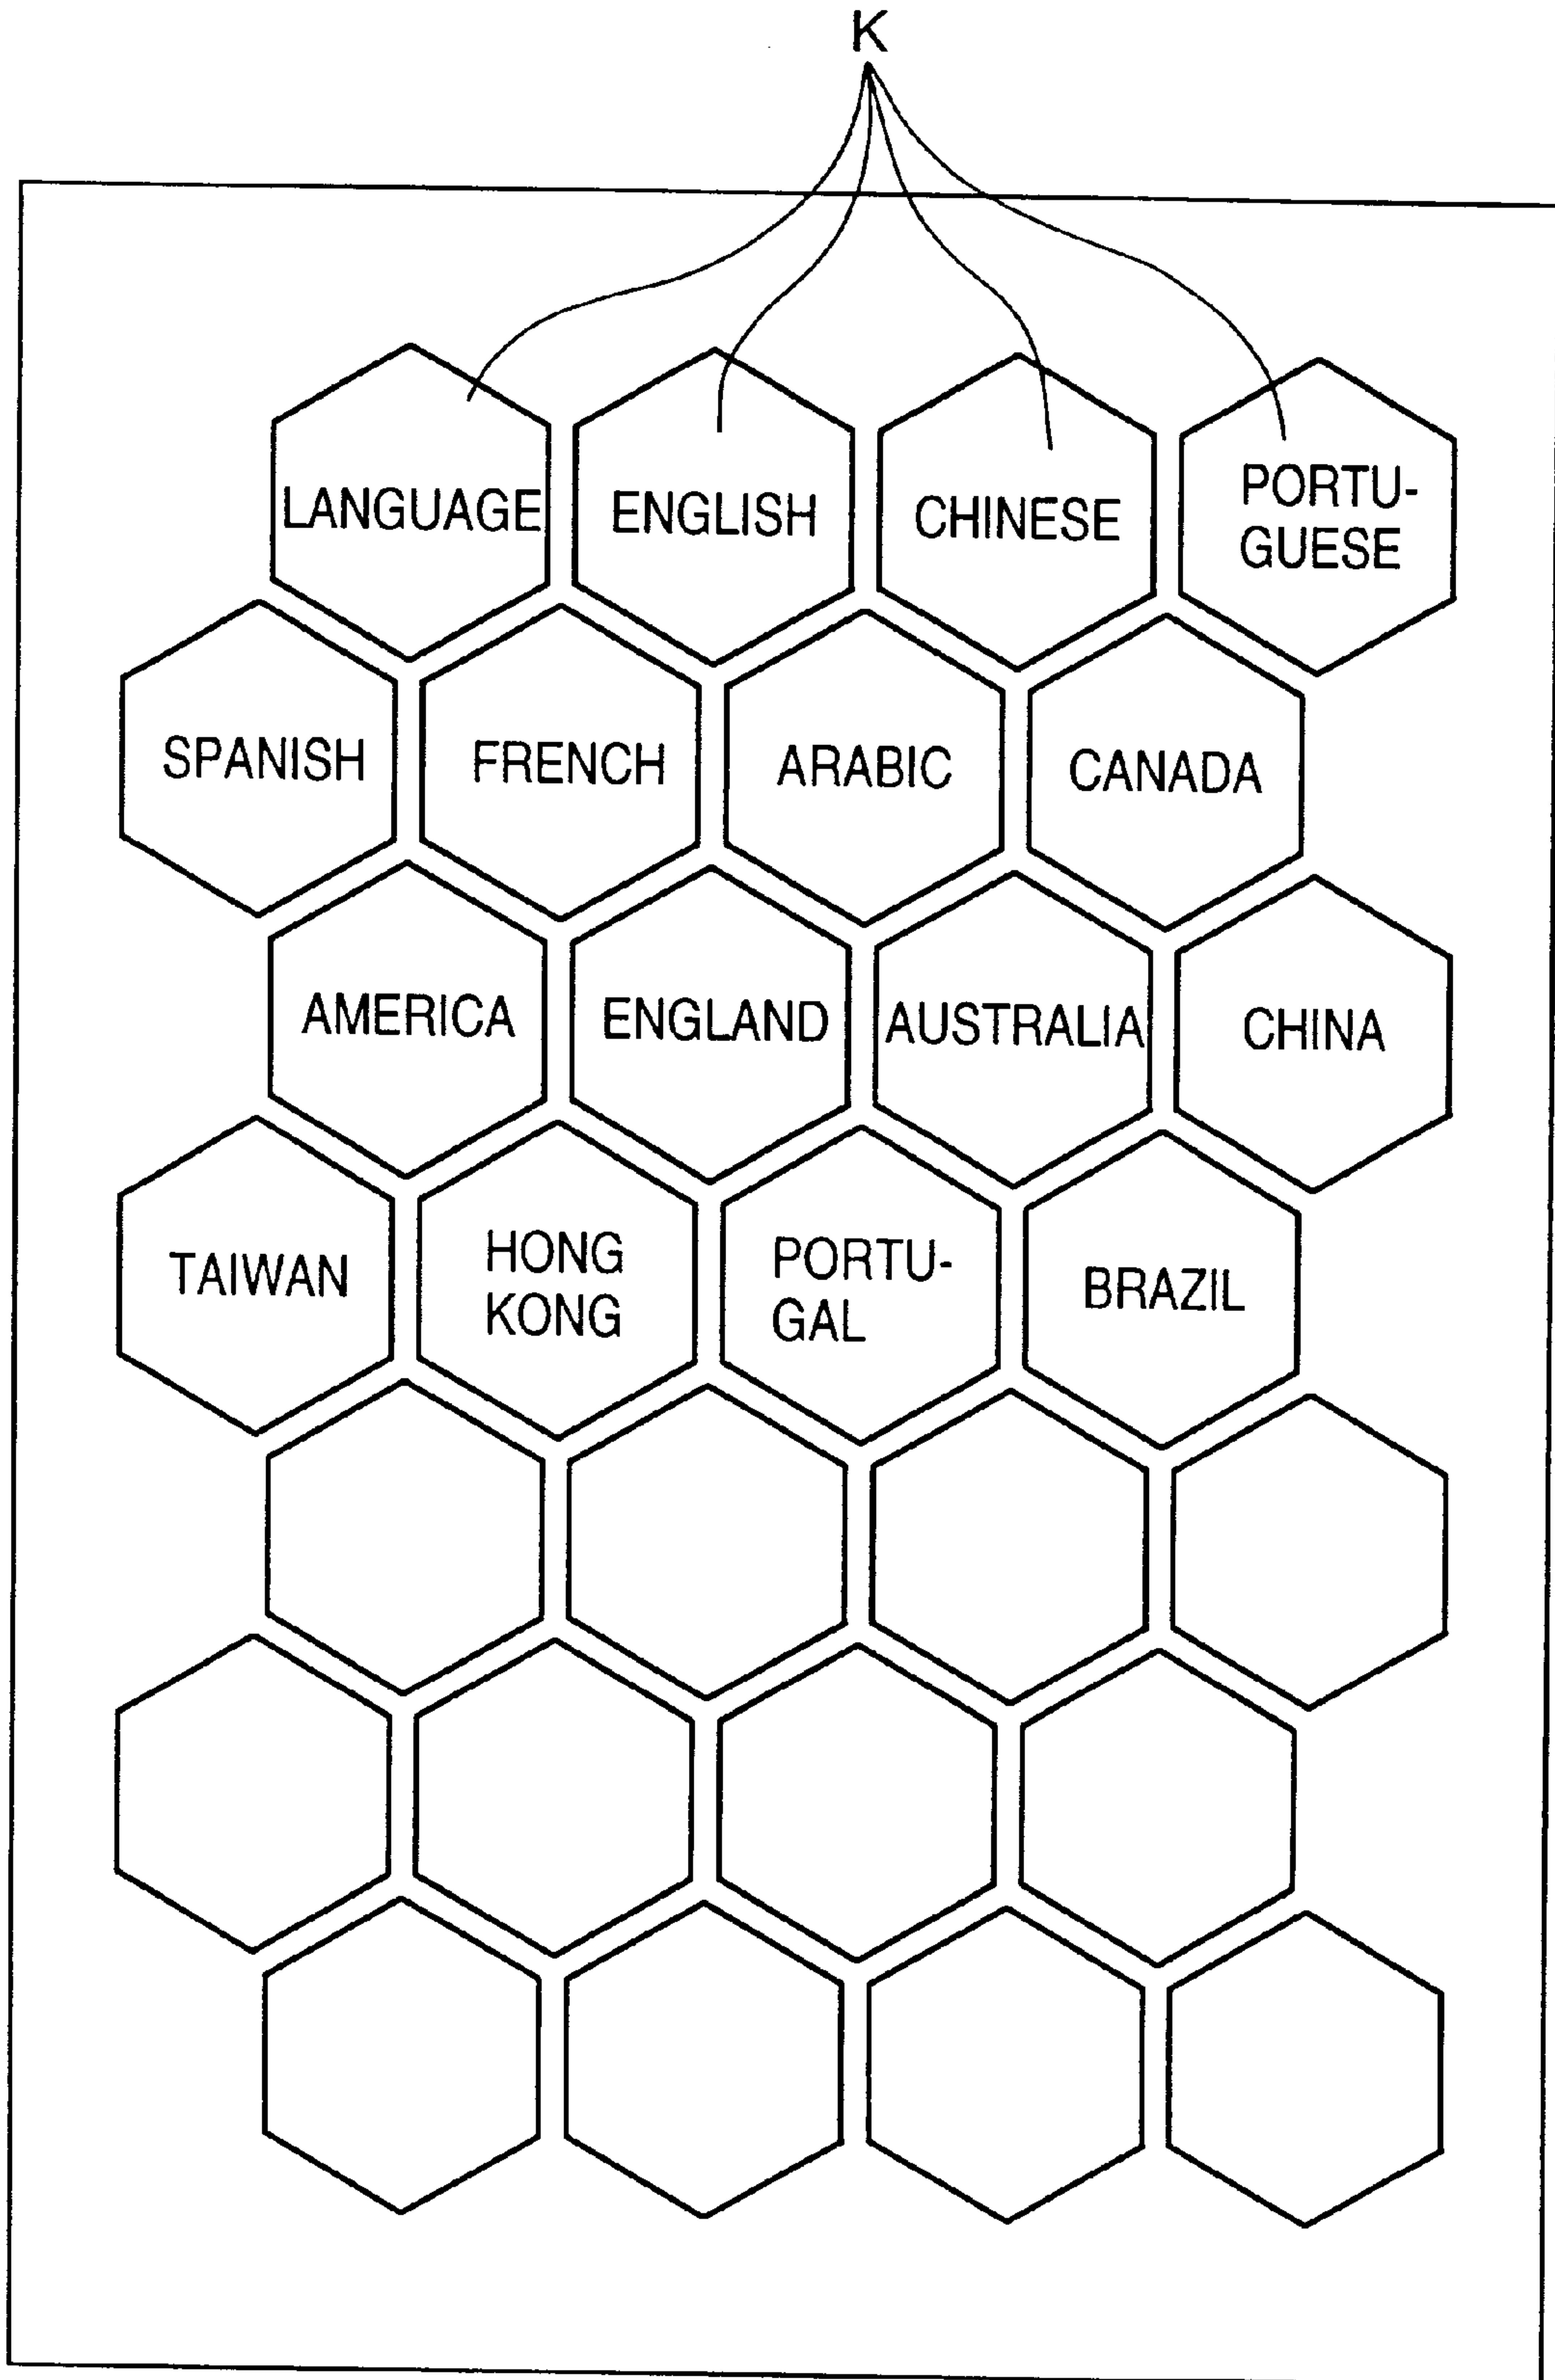 K
LANGUAGE
ENGLISH
CHINESE
PORTU-
GUESE
SPANISH
FRENCH
ARABIC
CANADA
AMERICA
ENGLAND
AUSTRALIA
CHINA
TAIWAN
HONG
KONG
PORTU-
GAL
BRAZIL